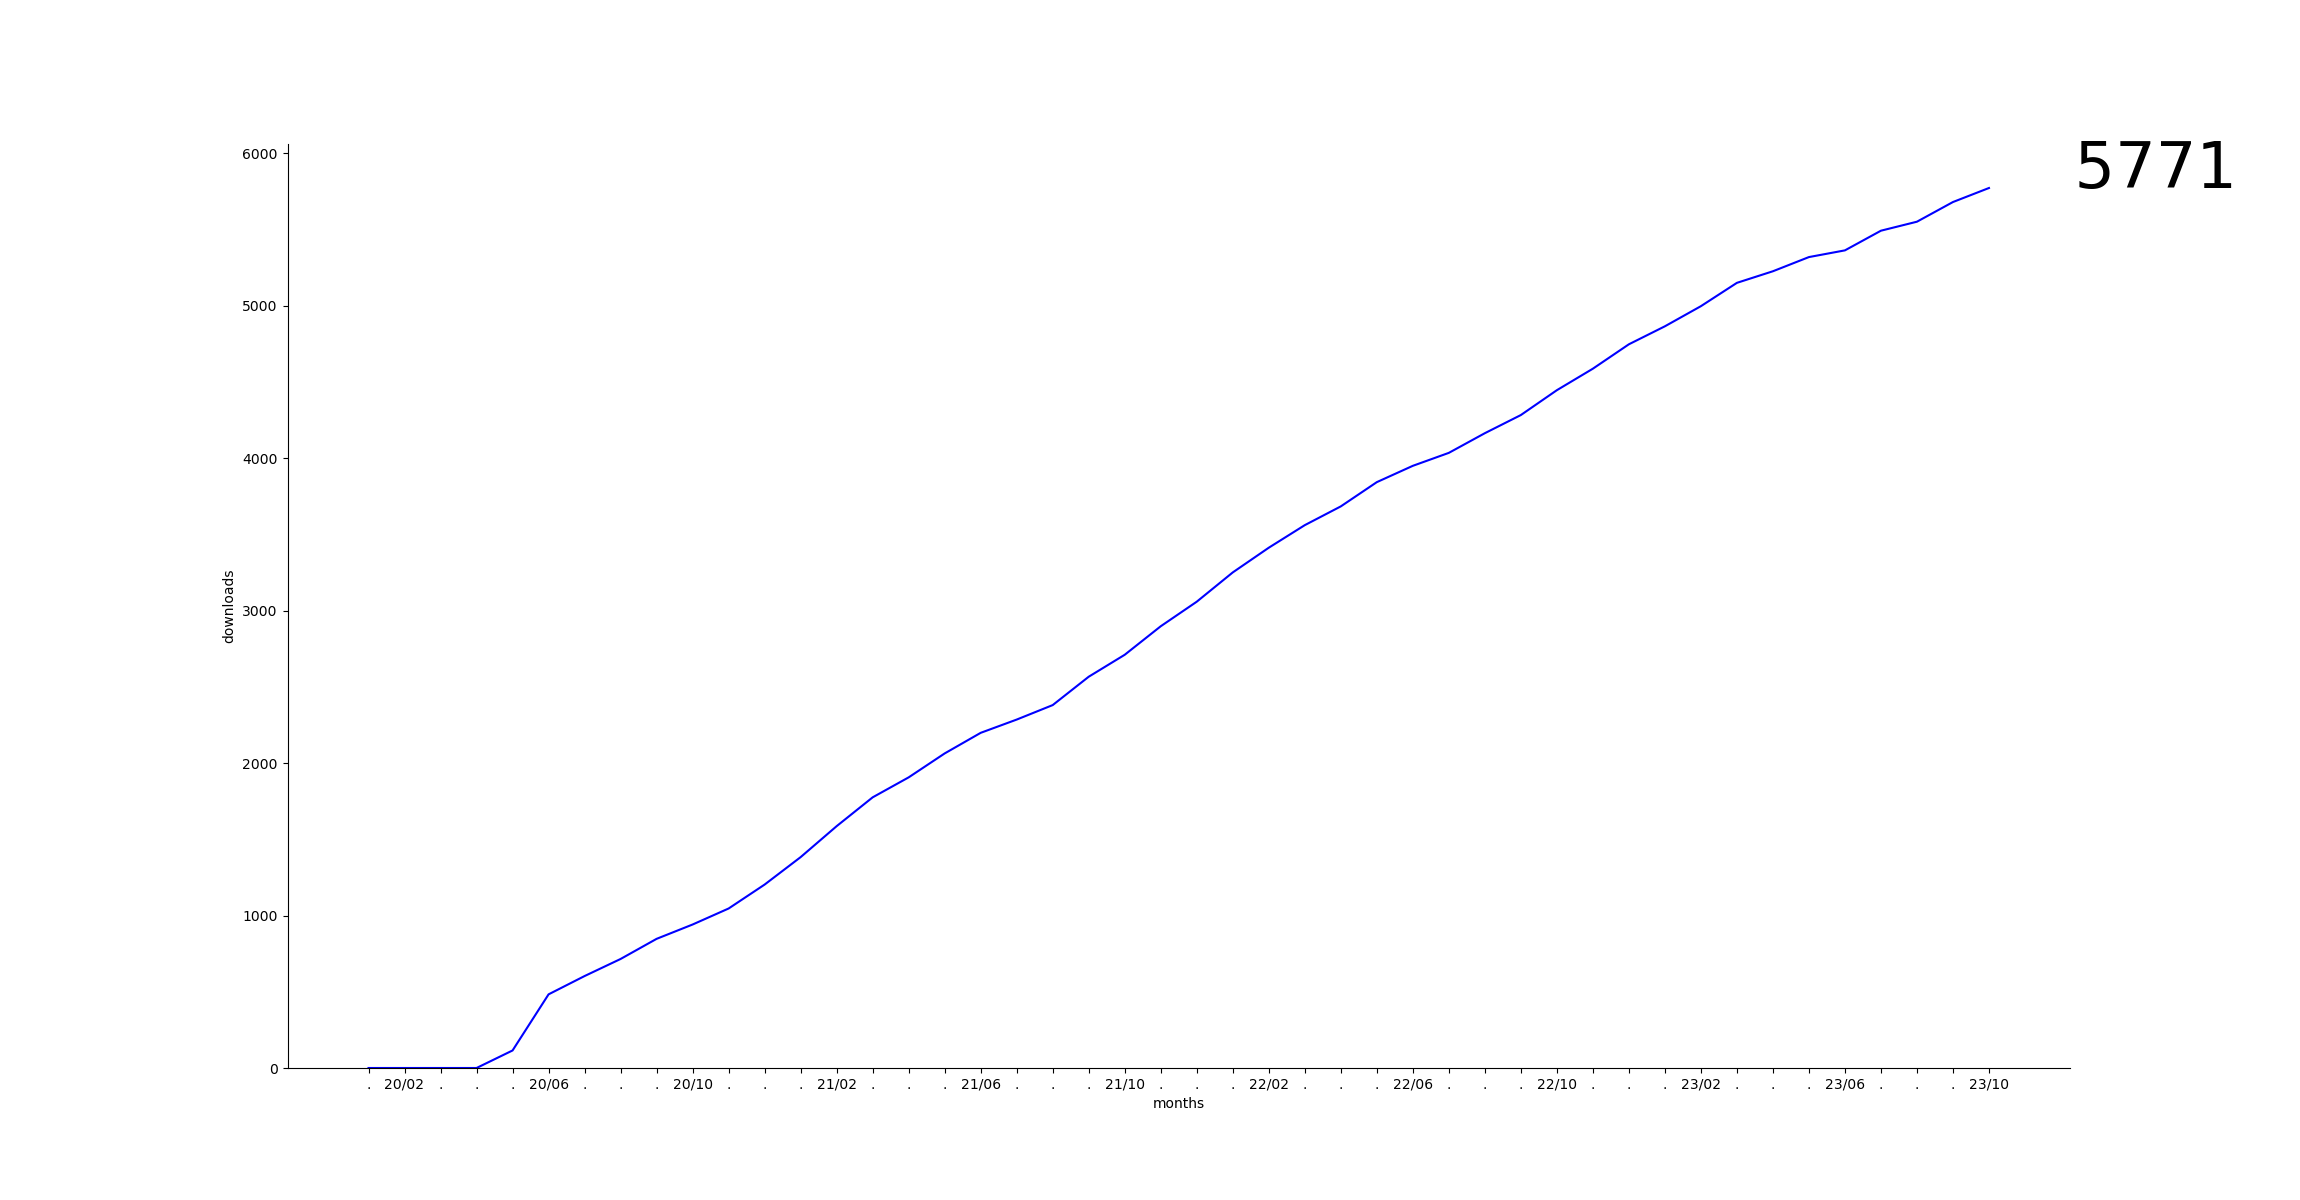 5771
6000
5000
4000
3000
2000
1000
0
downloads
. 20/02 . . . 20/06 . . . 20/10 . . . 21/02 . . . 21/06 . . . 21/10 . . . 22/02 . . . 22/06 . . . 22/10 . . . 23/02 . . . 23/06 . . . 23/10
months